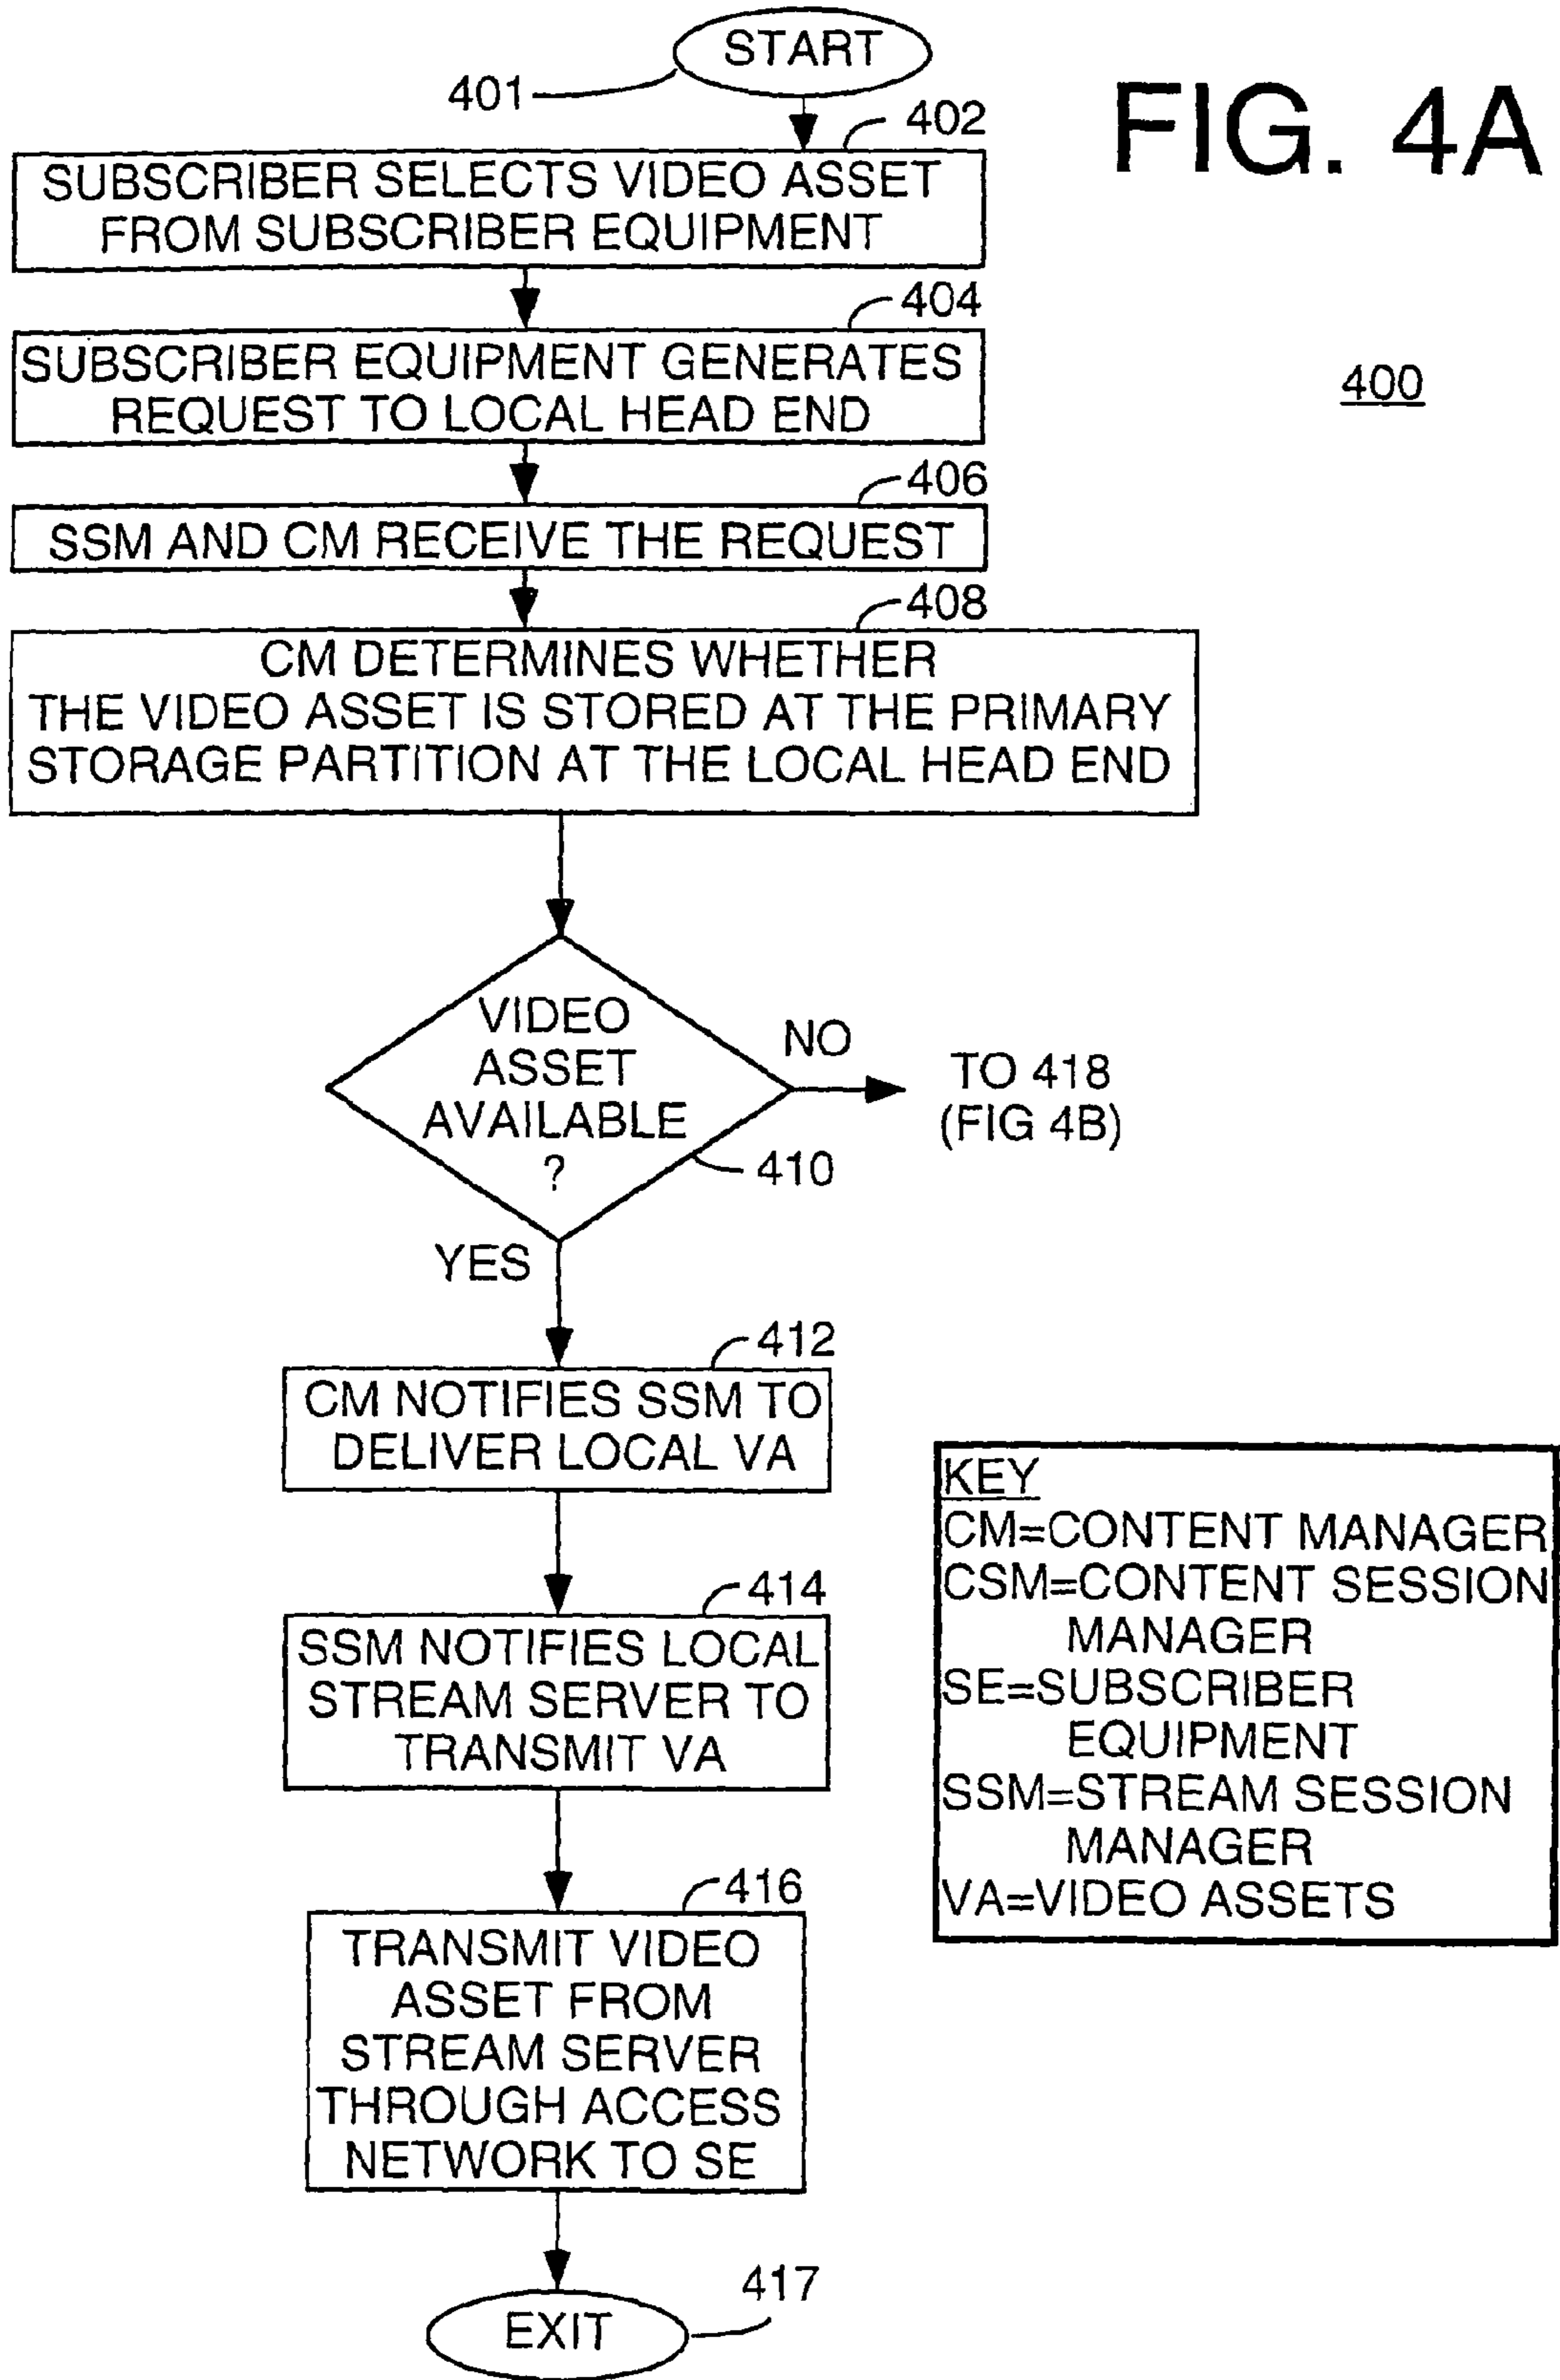 START
401
FIG. 4A
402
SUBSCRIBER SELECTS VIDEO ASSET
FROM SUBSCRIBER EQUIPMENT
404
SUBSCRIBER EQUIPMENT GENERATES
REQUEST TO LOCAL HEAD END
400
406
SSM AND CM RECEIVE THE REQUEST
408
CM DETERMINES WHETHER
THE VIDEO ASSET IS STORED AT THE PRIMARY
STORAGE PARTITION AT THE LOCAL HEAD END
VIDEO
ASSET
AVAILABLE
?
410
NO
TO 418
(FIG 4B)
YES
412
CM NOTIFIES SSM TO
DELIVER LOCAL VA
414
SSM NOTIFIES LOCAL
STREAM SERVER TO
TRANSMIT VA
416
TRANSMIT VIDEO
ASSET FROM
STREAM SERVER
THROUGH ACCESS
NETWORK TO SE
EXIT
417
KEY
CM=CONTENT MANAGER
CSM=CONTENT SESSION
MANAGER
SE=SUBSCRIBER
EQUIPMENT
SSM=STREAM SESSION
MANAGER
VA=VIDEO ASSETS